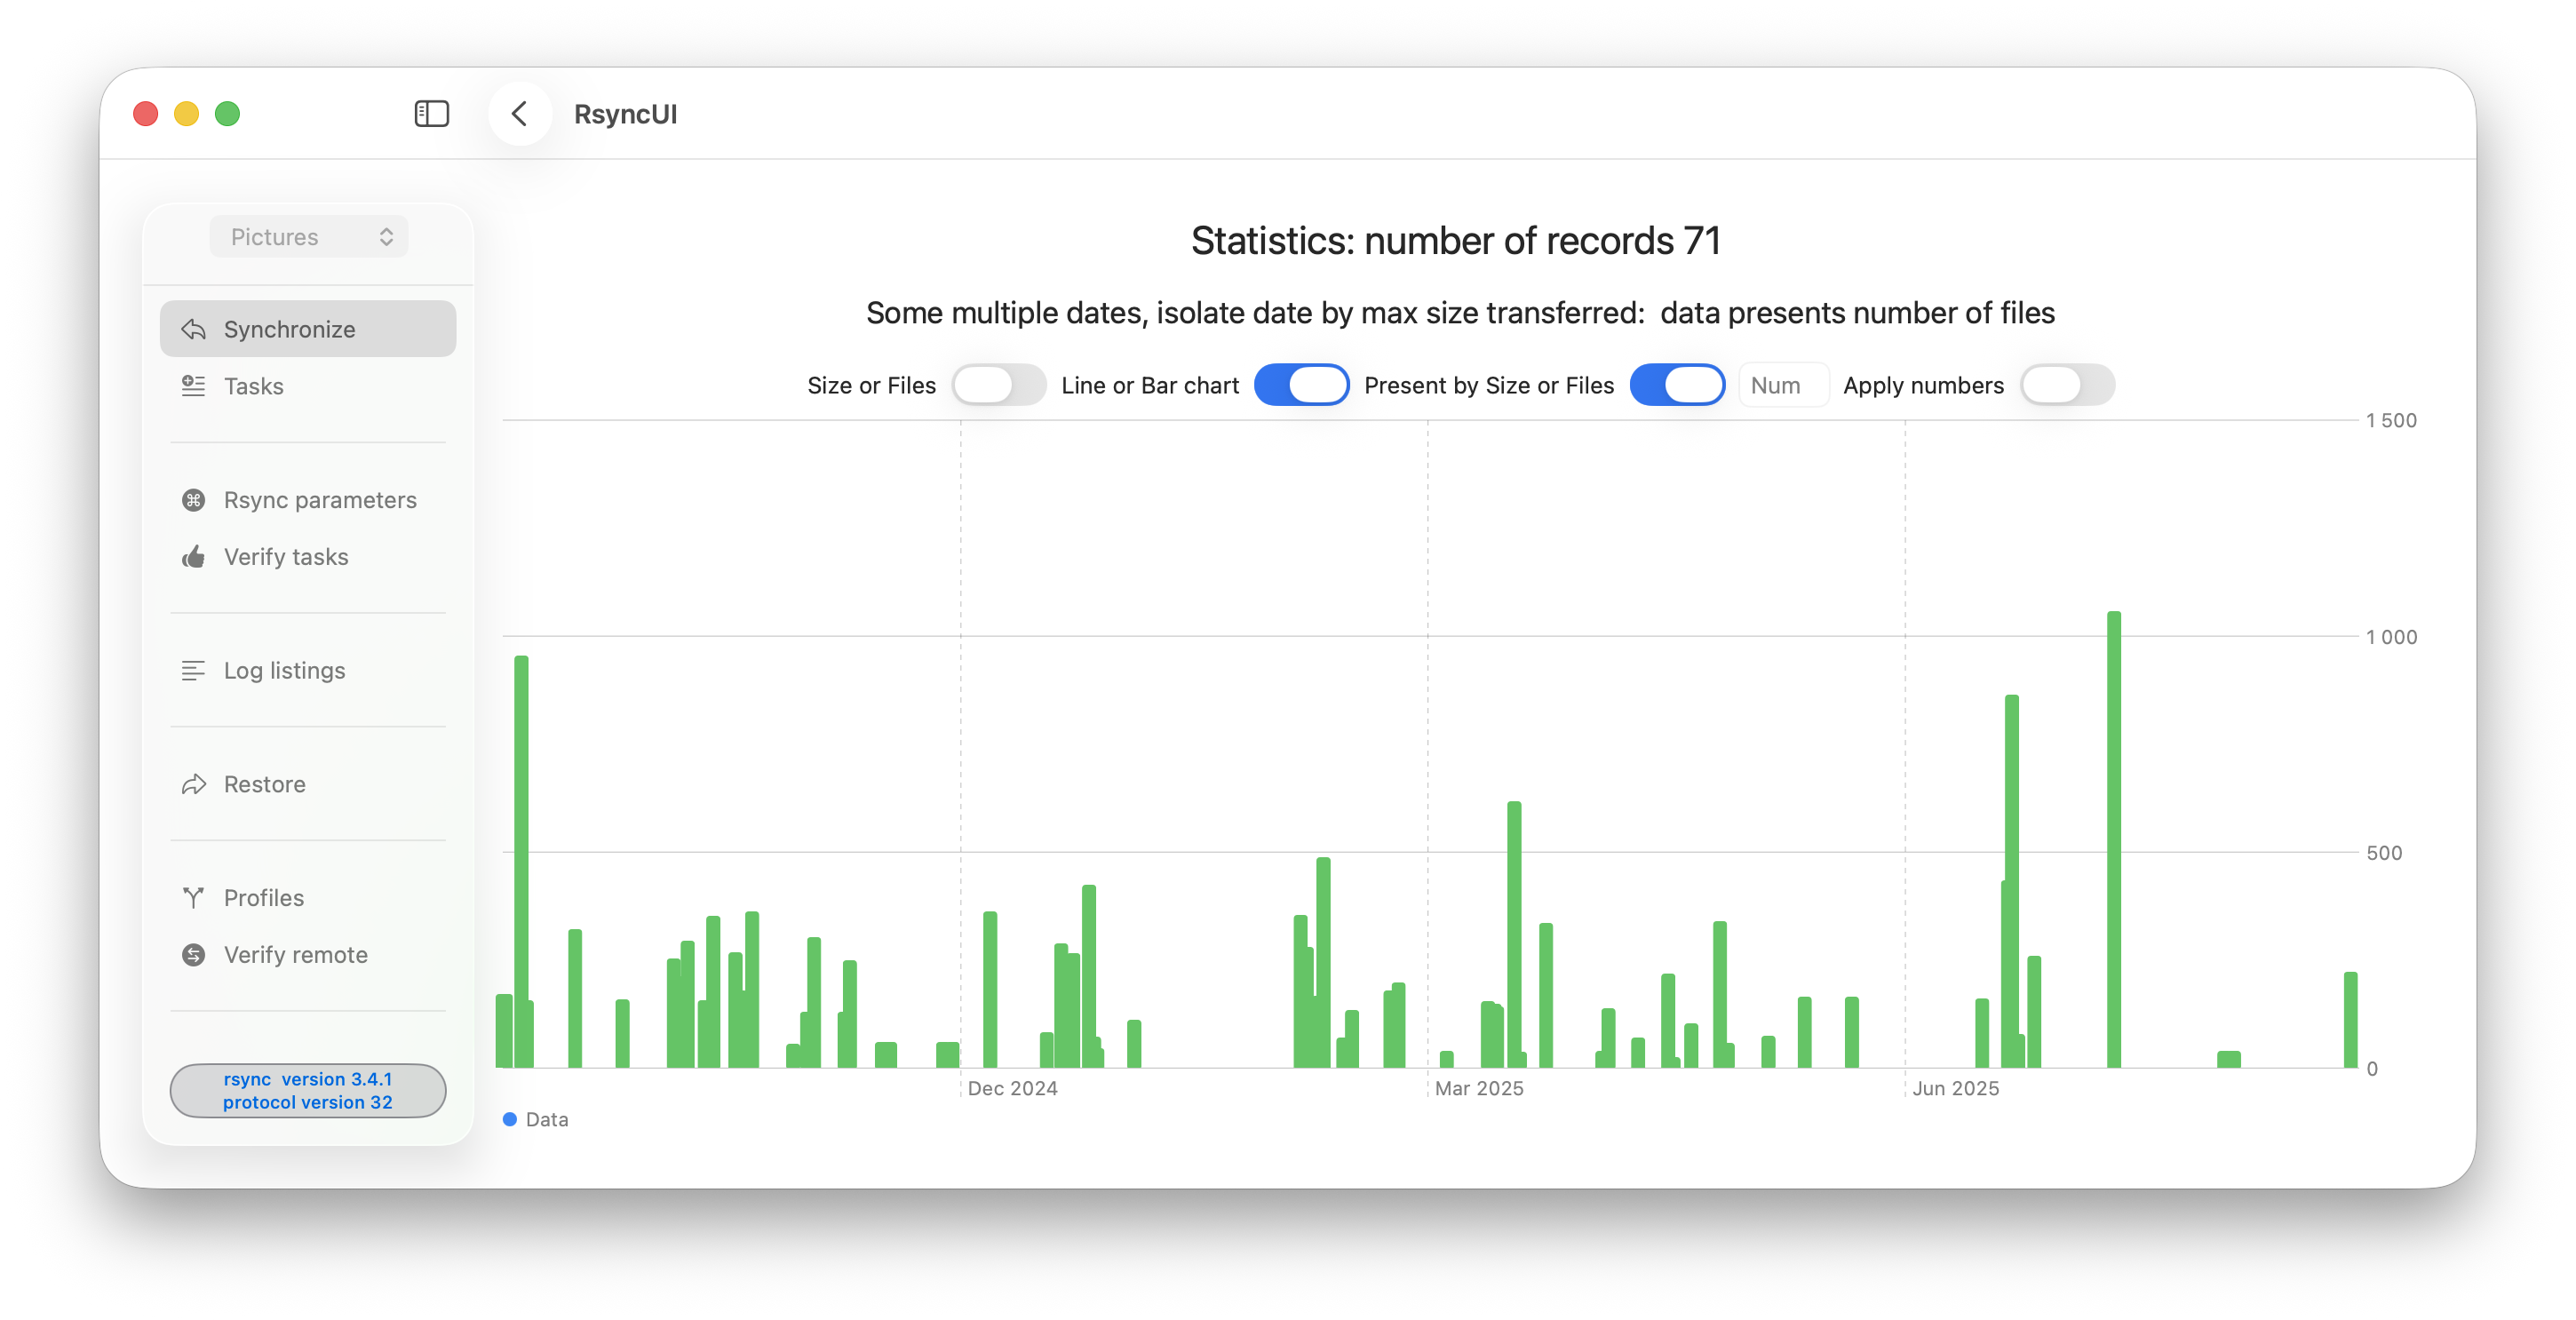 RsyncUI
Pictures
Synchronize
Tasks
Rsync parameters
Verify tasks
Log listings
Restore
Profiles
Verify remote
rsync  version 3.4.1
protocol version 32
Statistics: number of records 71
Some multiple dates, isolate date by max size transferred:  data presents number of files
Size or Files
Line or Bar chart
Present by Size or Files
Num
Apply numbers
1 500
1 000
500
0
Dec 2024
Mar 2025
Jun 2025
Data